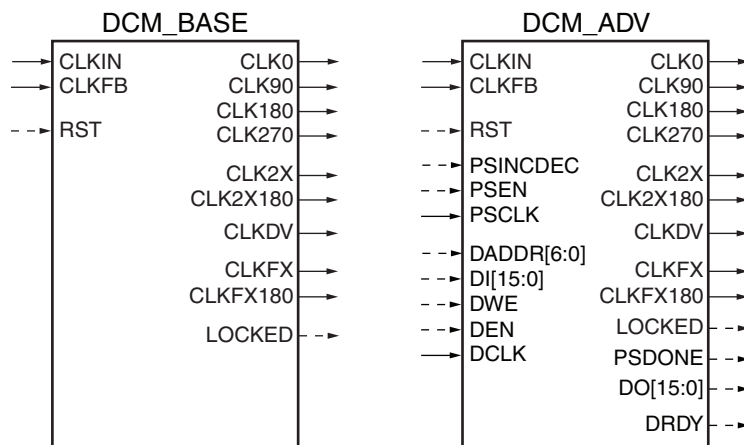 DCM_BASE
CLKIN
CLKFB
RST
CLK0
CLK90
CLK180
CLK270
CLK2X
CLK2X180
CLKDV
CLKFX
CLKFX180
LOCKED
DCM_ADV
CLKIN
CLKFB
RST
PSINCDEC
PSEN
PSCLK
DADDR[6:0]
DI[15:0]
DWE
DEN
DCLK
CLK0
CLK90
CLK180
CLK270
CLK2X
CLK2X180
CLKDV
CLKFX
CLKFX180
LOCKED
PSDONE
DO[15:0]
DRDY